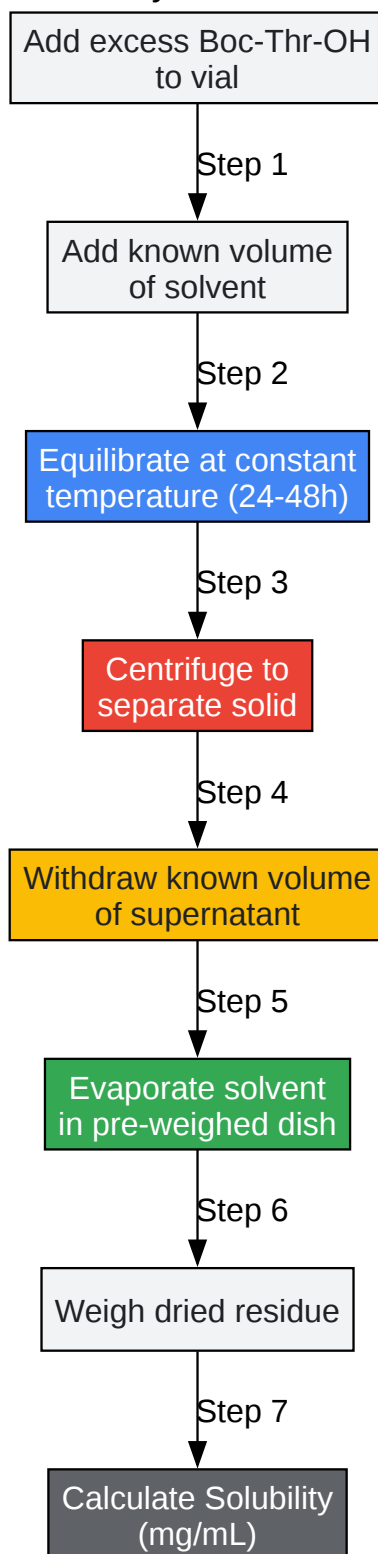 Add excess Boc-Thr-OH
to vial
Step 1
Add known volume
of solvent
Step 2
Equilibrate at constant
temperature (24-48h)
Step 3
Centrifuge to
separate solid
Step 4
Withdraw known volume
of supernatant
Step 5
Evaporate solvent
in pre-weighed dish
Step 6
Weigh dried residue
Step 7
Calculate Solubility
(mg/mL)